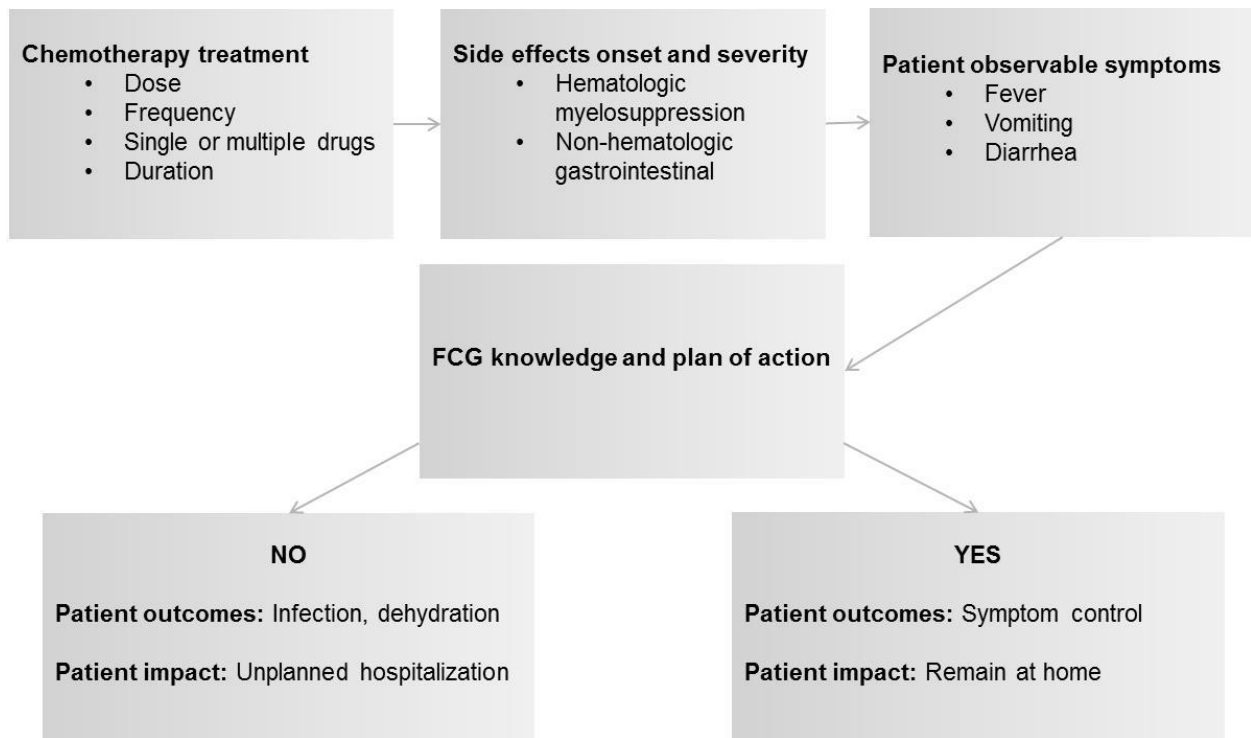 Chemotherapy treatment
• Dose
• Frequency
• Single or multiple drugs
• Duration
Side effects onset and severity
• Hematologic
myelosuppression
• Non-hematologic
gastrointestinal
Patient observable symptoms
• Fever
• Vomiting
• Diarrhea
FCG knowledge and plan of action
NO
Patient outcomes: Infection, dehydration
Patient impact: Unplanned hospitalization
YES
Patient outcomes: Symptom control
Patient impact: Remain at home